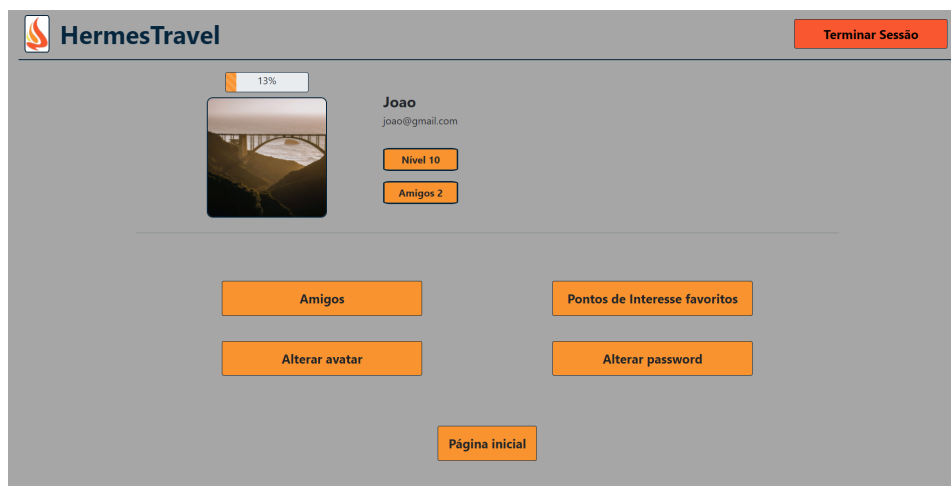 HermesTravel
Terminar Sessão
13%
Joao
joao@gmail.com
Nível 10
Amigos 2
Amigos
Pontos de Interesse favoritos
Alterar avatar
Alterar password
Página inicial